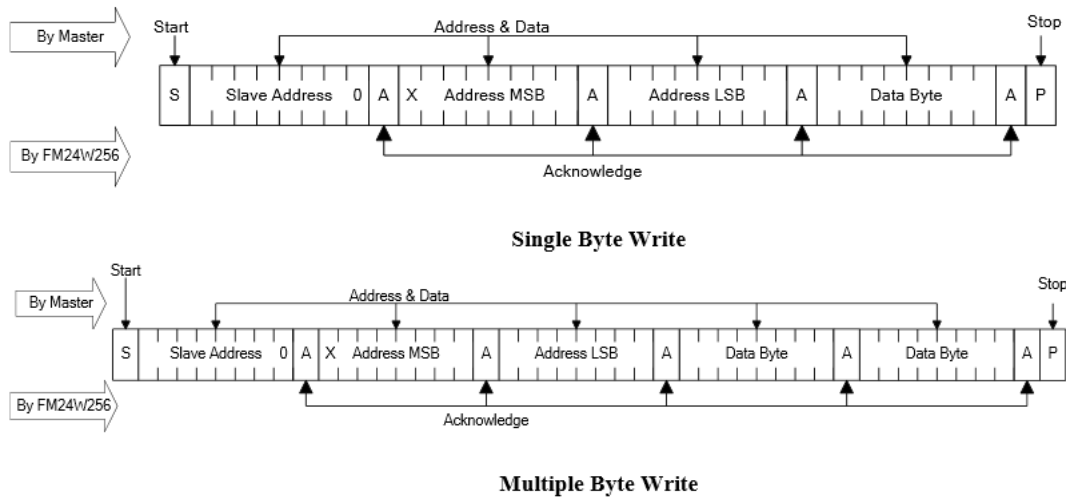 Start
Stop
By Master
Address & Data
S Slave Address 0 A X Address MSB A Address LSB A Data Byte A P
By FM24W256
Acknowledge
Single Byte Write
Start
Stop
By Master
Address & Data
S Slave Address 0 A X Address MSB A Address LSB A Data Byte A Data Byte A P
By FM24W256
Acknowledge
Multiple Byte Write